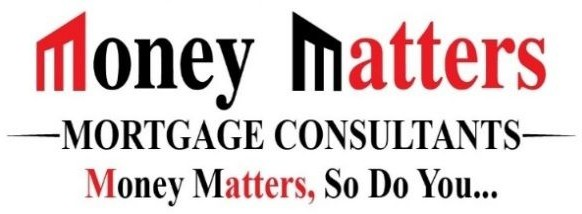 Money Matters
MORTGAGE CONSULTANTS
Money Matters, So Do You...